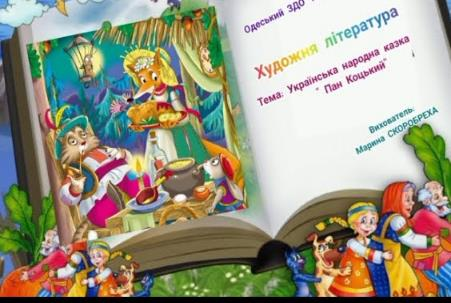 Одеський ЗДО
Художня література
Тема: Українська народна казка
" Пан Коцький"
Вихователь:
Марина СКОРОБРЕХА